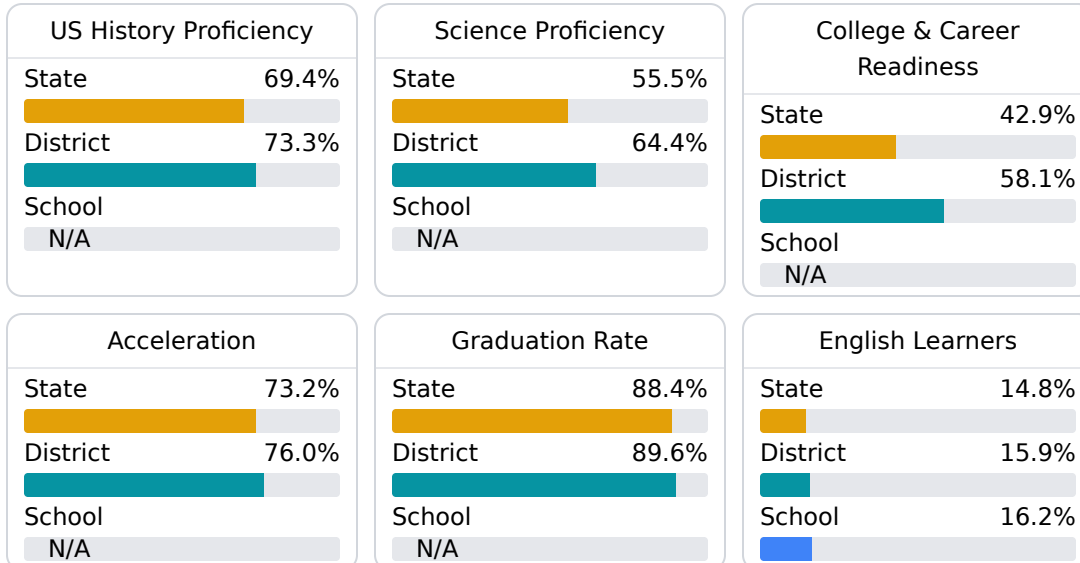 US History Proficiency
State 69.4%
District 73.3%
School
N/A
Science Proficiency
State 55.5%
District 64.4%
School
N/A
College & Career
Readiness
State 42.9%
District 58.1%
School
N/A
Acceleration
State 73.2%
District 76.0%
School
N/A
Graduation Rate
State 88.4%
District 89.6%
School
N/A
English Learners
State 14.8%
District 15.9%
School 16.2%